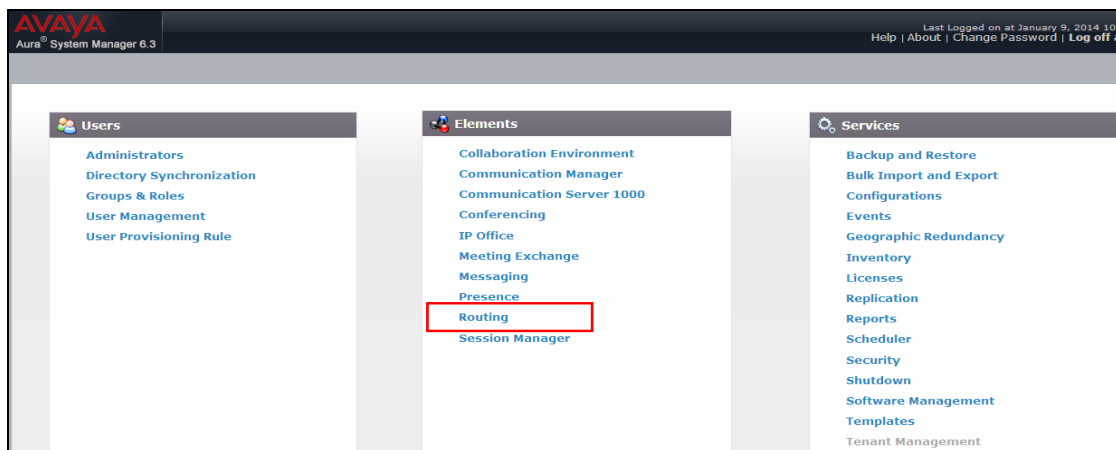 AVAYA
Aura® System Manager 6.3
Last Logged on at January 9, 2014 10
Help | About | Change Password | Log off
Users
Administrators
Directory Synchronization
Groups & Roles
User Management
User Provisioning Rule
Elements
Collaboration Environment
Communication Manager
Communication Server 1000
Conferencing
IP Office
Meeting Exchange
Messaging
Presence
Routing
Session Manager
Services
Backup and Restore
Bulk Import and Export
Configurations
Events
Geographic Redundancy
Inventory
Licenses
Replication
Reports
Scheduler
Security
Shutdown
Software Management
Templates
Tenant Management